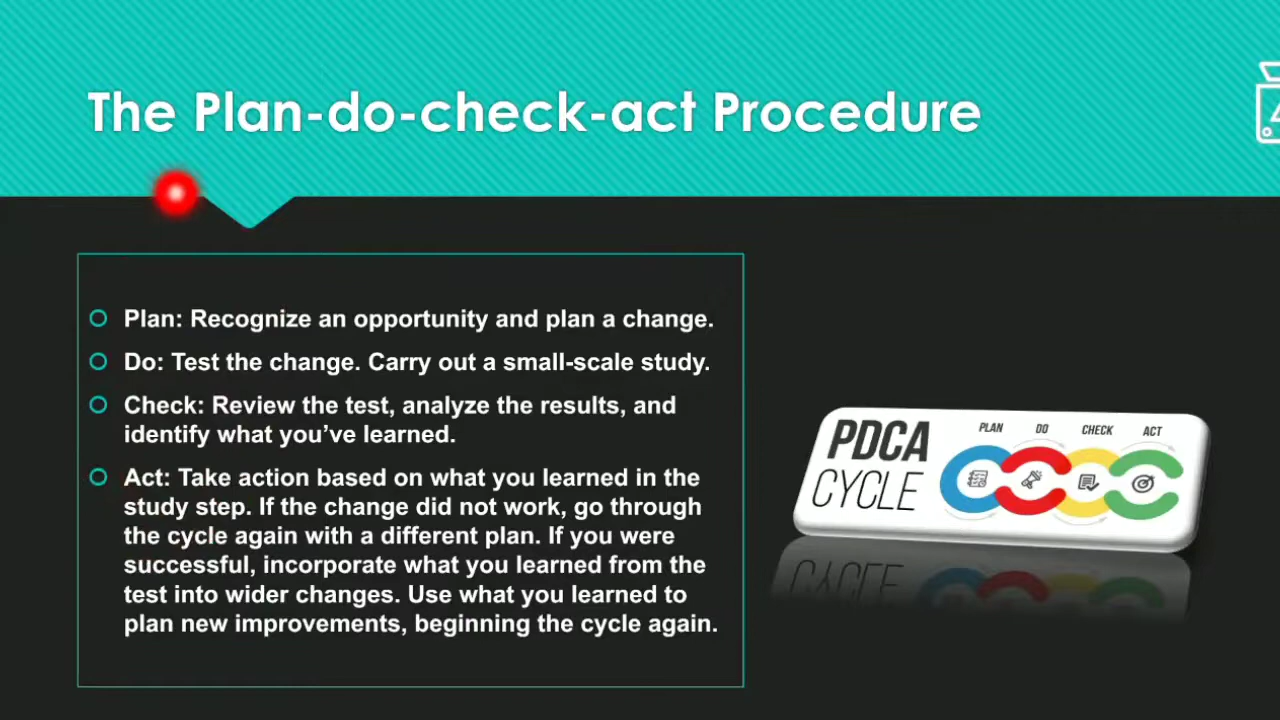 The Plan-do-check-act Procedure
Plan: Recognize an opportunity and plan a change.
Do: Test the change. Carry out a small-scale study.
Check: Review the test, analyze the results, and
identify what you’ve learned.
Act: Take action based on what you learned in the
study step. If the change did not work, go through
the cycle again with a different plan. If you were
successful, incorporate what you learned from the
test into wider changes. Use what you learned to
plan new improvements, beginning the cycle again.
PDCA
CYCLE
PLAN DO CHECK ACT